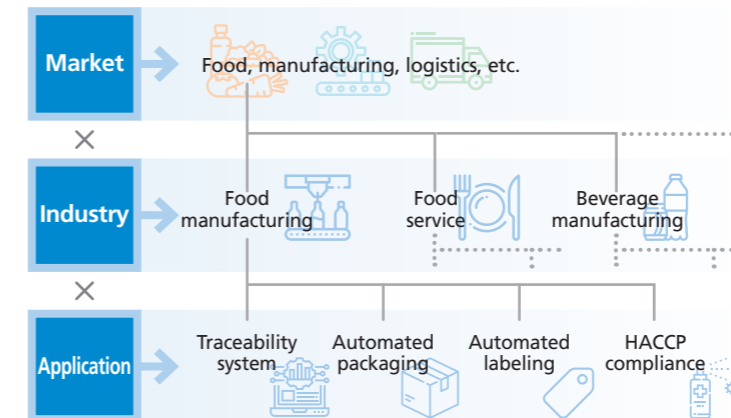 Market
Food, manufacturing, logistics, etc.
×
Industry
Food
manufacturing
Food
service
Beverage
manufacturing
×
Application
Traceability
system
Automated
packaging
Automated
labeling
HACCP
compliance